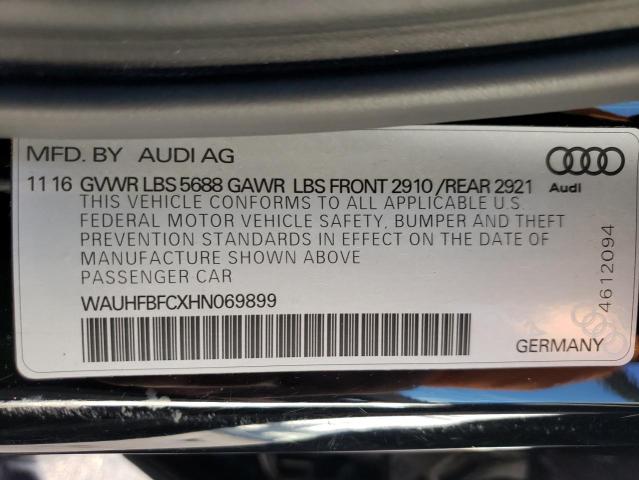 MFD. BY AUDI AG
11 16 GVWR LBS 5688 GAWR LBS FRONT 2910 /REAR 2921
Audi
THIS VEHICLE CONFORMS TO ALL APPLICABLE U.S.
FEDERAL MOTOR VEHICLE SAFETY, BUMPER AND THEFT
PREVENTION STANDARDS IN EFFECT ON THE DATE OF
MANUFACTURE SHOWN ABOVE
PASSENGER CAR
WAUHFBFCXHN069899
4612094
GERMANY